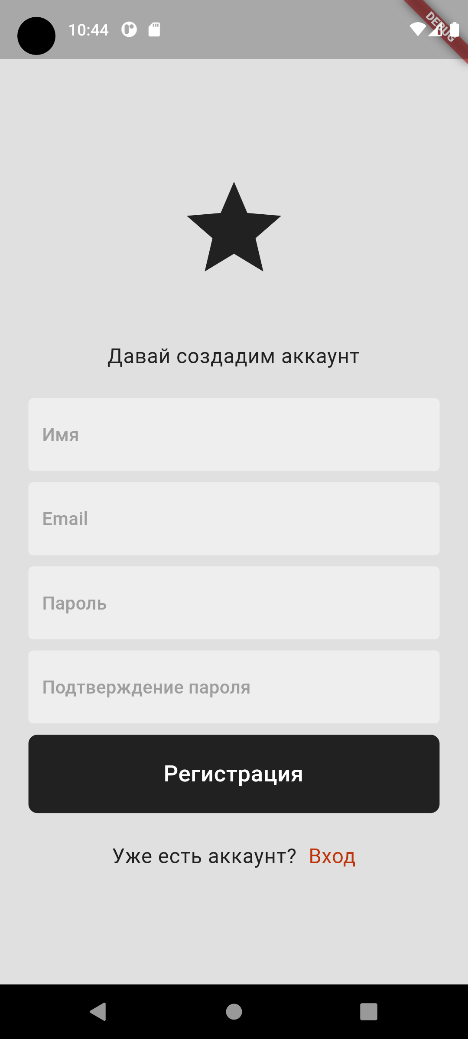 10:44
DEBUG
Давай создадим аккаунт
Имя
Email
Пароль
Подтверждение пароля
Регистрация
Уже есть аккаунт? Вход